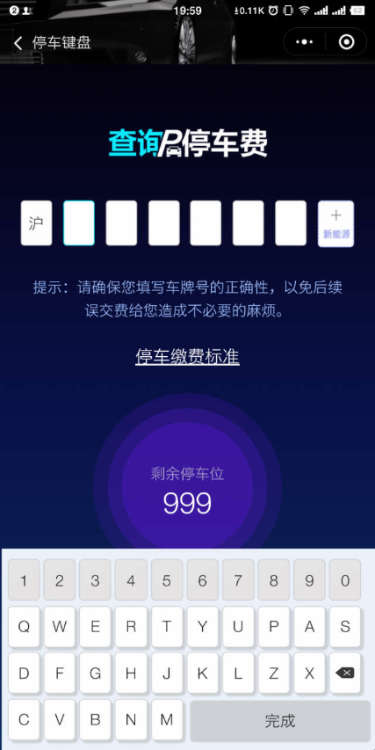 2
19:59
0.11K
停车键盘
查询P停车费
沪
+
新能源
提示：请确保您填写车牌号的正确性，以免后续
误交费给您造成不必要的麻烦。
停车缴费标准
剩余停车位
999
1 2 3 4 5 6 7 8 9 0
Q W E R T Y U P A S
D F G H J K L Z X
C V B N M 完成